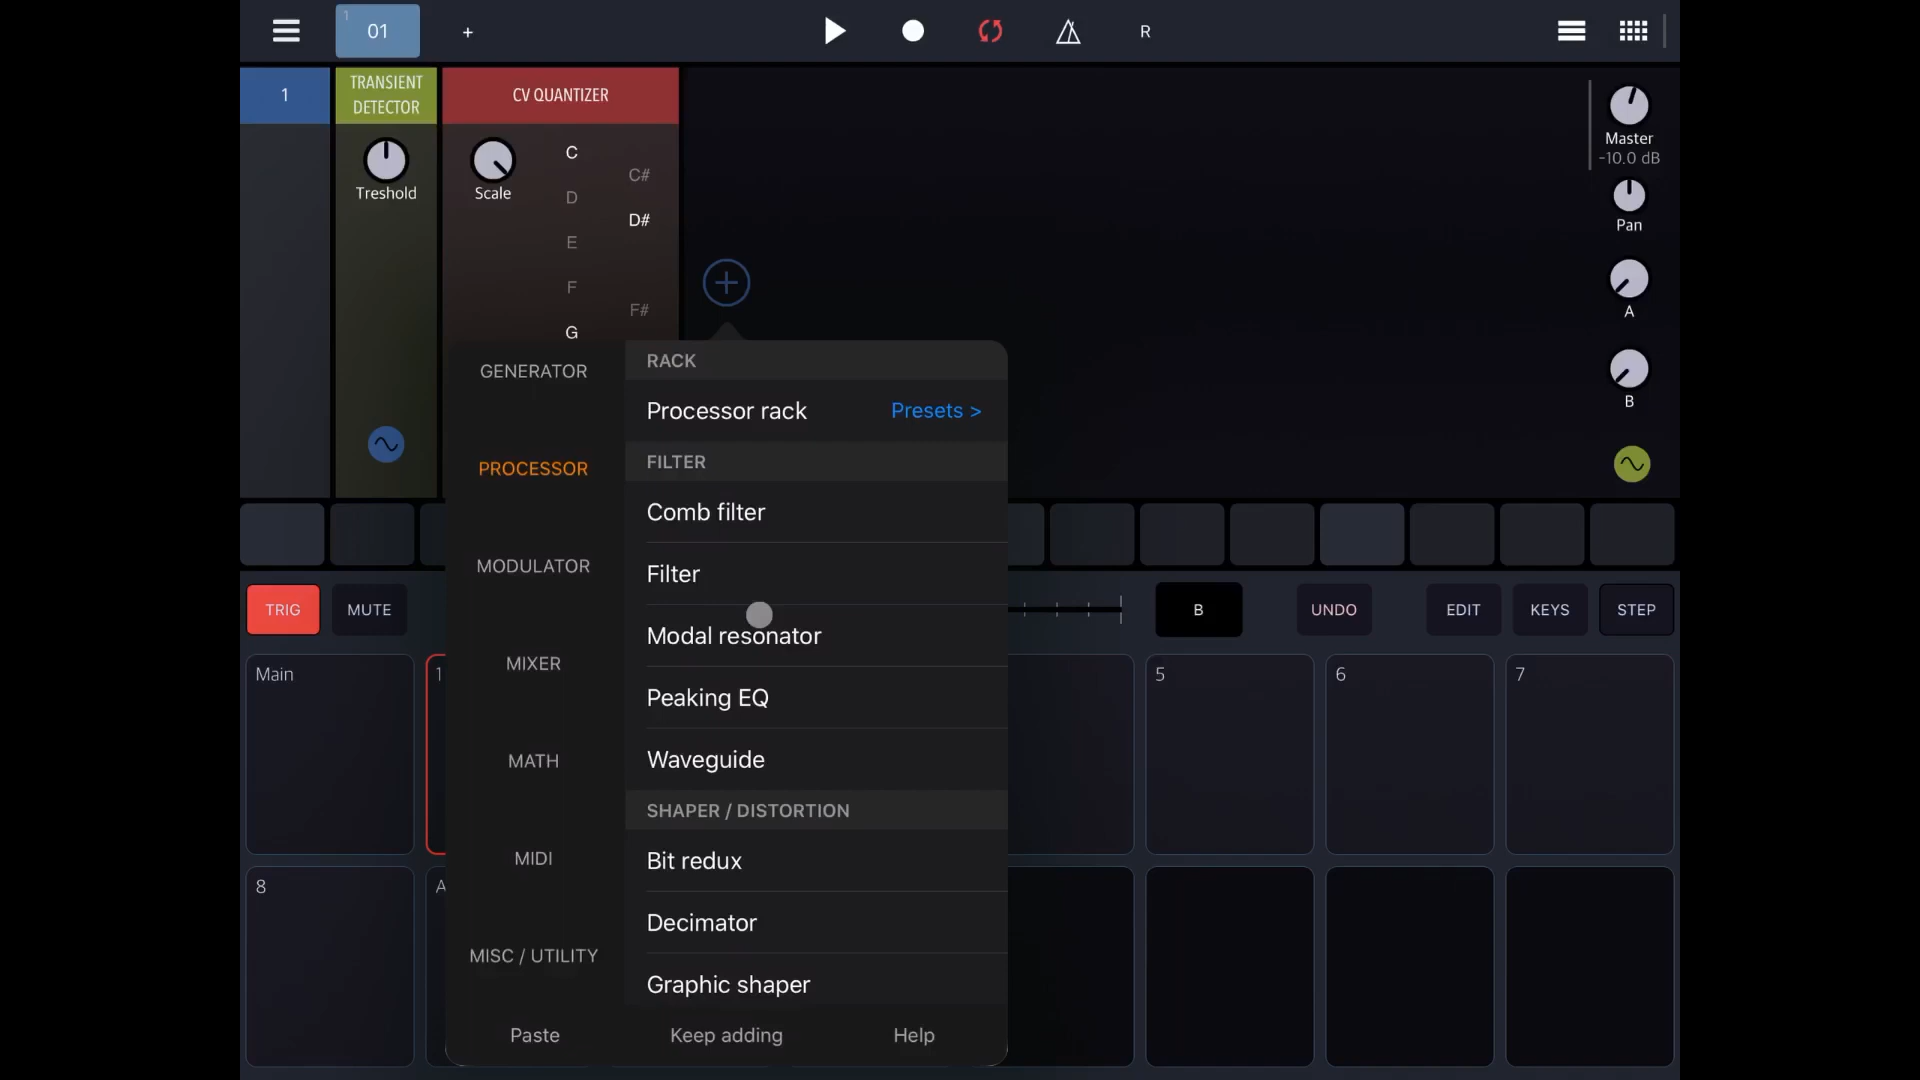 1
01
+
R
1
TRANSIENT
DETECTOR
CV QUANTIZER
Treshold
Scale
C
C#
D
D#
E
F
F#
G
Master
-10.0 dB
Pan
A
B
GENERATOR
PROCESSOR
MODULATOR
MIXER
MATH
MIDI
MISC / UTILITY
RACK
Processor rack
Presets >
FILTER
Comb filter
Filter
Modal resonator
Peaking EQ
Waveguide
SHAPER / DISTORTION
Bit redux
Decimator
Graphic shaper
Paste
Keep adding
Help
TRIG
MUTE
B
UNDO
EDIT
KEYS
STEP
Main
1
5
6
7
8
A